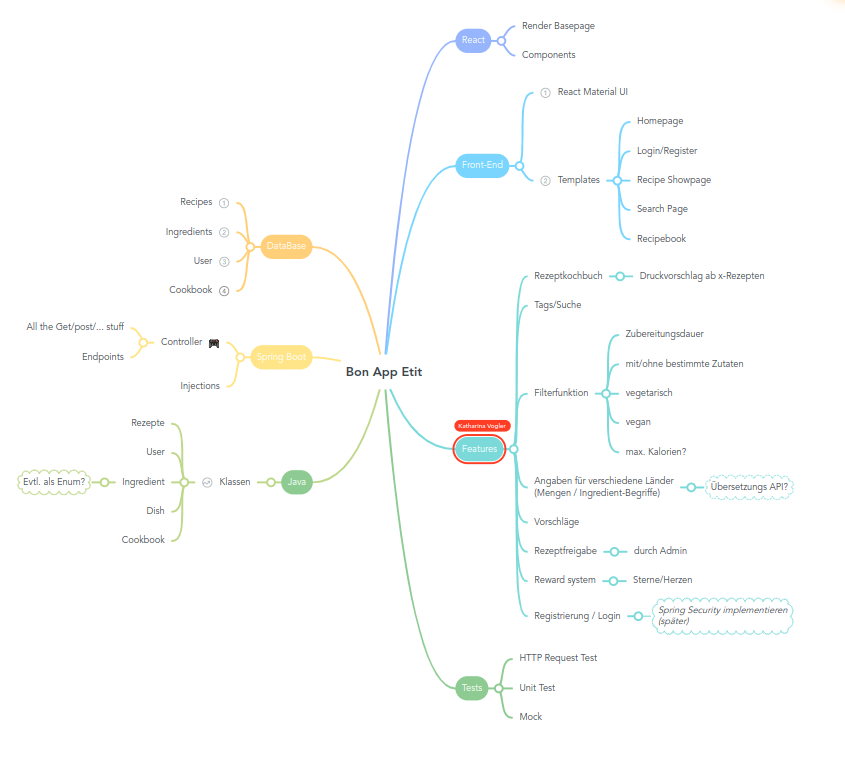 Bon App Etit
React
Render Basepage
Components
Front-End
1 React Material UI
2 Templates
Homepage
Login/Register
Recipe Showpage
Search Page
Recipebook
Katharina Vogler
Features
Rezeptkochbuch
Druckvorschlag ab x-Rezepten
Tags/Suche
Filterfunktion
Zubereitungsdauer
mit/ohne bestimmte Zutaten
vegetarisch
vegan
max. Kalorien?
Angaben für verschiedene Länder
(Mengen / Ingredient-Begriffe)
Übersetzungs API?
Vorschläge
Rezeptfreigabe
durch Admin
Reward system
Sterne/Herzen
Registrierung / Login
Spring Security implementieren
(später)
Tests
HTTP Request Test
Unit Test
Mock
DataBase
Recipes 1
Ingredients 2
User 3
Cookbook 4
Spring Boot
Controller
All the Get/post/... stuff
Endpoints
Injections
Java
Klassen
Rezepte
User
Ingredient
Evtl. als Enum?
Dish
Cookbook